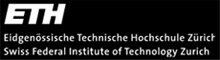 ETH
Eidgenössische Technische Hochschule Zürich
Swiss Federal Institute of Technology Zurich